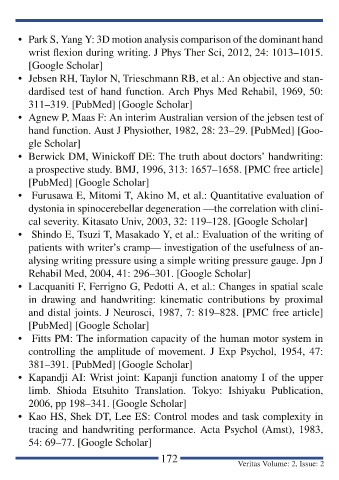 • Park S, Yang Y: 3D motion analysis comparison of the dominant hand
wrist flexion during writing. J Phys Ther Sci, 2012, 24: 1013–1015.
[Google Scholar]
• Jebsen RH, Taylor N, Trieschmann RB, et al.: An objective and stan-
dardised test of hand function. Arch Phys Med Rehabil, 1969, 50:
311–319. [PubMed] [Google Scholar]
• Agnew P, Maas F: An interim Australian version of the jebsen test of
hand function. Aust J Physiother, 1982, 28: 23–29. [PubMed] [Goo-
gle Scholar]
• Berwick DM, Winickoff DE: The truth about doctors’ handwriting:
a prospective study. BMJ, 1996, 313: 1657–1658. [PMC free article]
[PubMed] [Google Scholar]
• Furusawa E, Mitomi T, Akino M, et al.: Quantitative evaluation of
dystonia in spinocerebellar degeneration —the correlation with clini-
cal severity. Kitasato Univ, 2003, 32: 119–128. [Google Scholar]
• Shindo E, Tsuzi T, Masakado Y, et al.: Evaluation of the writing of
patients with writer’s cramp— investigation of the usefulness of an-
alysing writing pressure using a simple writing pressure gauge. Jpn J
Rehabil Med, 2004, 41: 296–301. [Google Scholar]
• Lacquaniti F, Ferrigno G, Pedotti A, et al.: Changes in spatial scale
in drawing and handwriting: kinematic contributions by proximal
and distal joints. J Neurosci, 1987, 7: 819–828. [PMC free article]
[PubMed] [Google Scholar]
• Fitts PM: The information capacity of the human motor system in
controlling the amplitude of movement. J Exp Psychol, 1954, 47:
381–391. [PubMed] [Google Scholar]
• Kapandji AI: Wrist joint: Kapanji function anatomy I of the upper
limb. Shioda Etsuhito Translation. Tokyo: Ishiyaku Publication,
2006, pp 198–341. [Google Scholar]
• Kao HS, Shek DT, Lee ES: Control modes and task complexity in
tracing and handwriting performance. Acta Psychol (Amst), 1983,
54: 69–77. [Google Scholar]
172
Veritas Volume: 2, Issue: 2